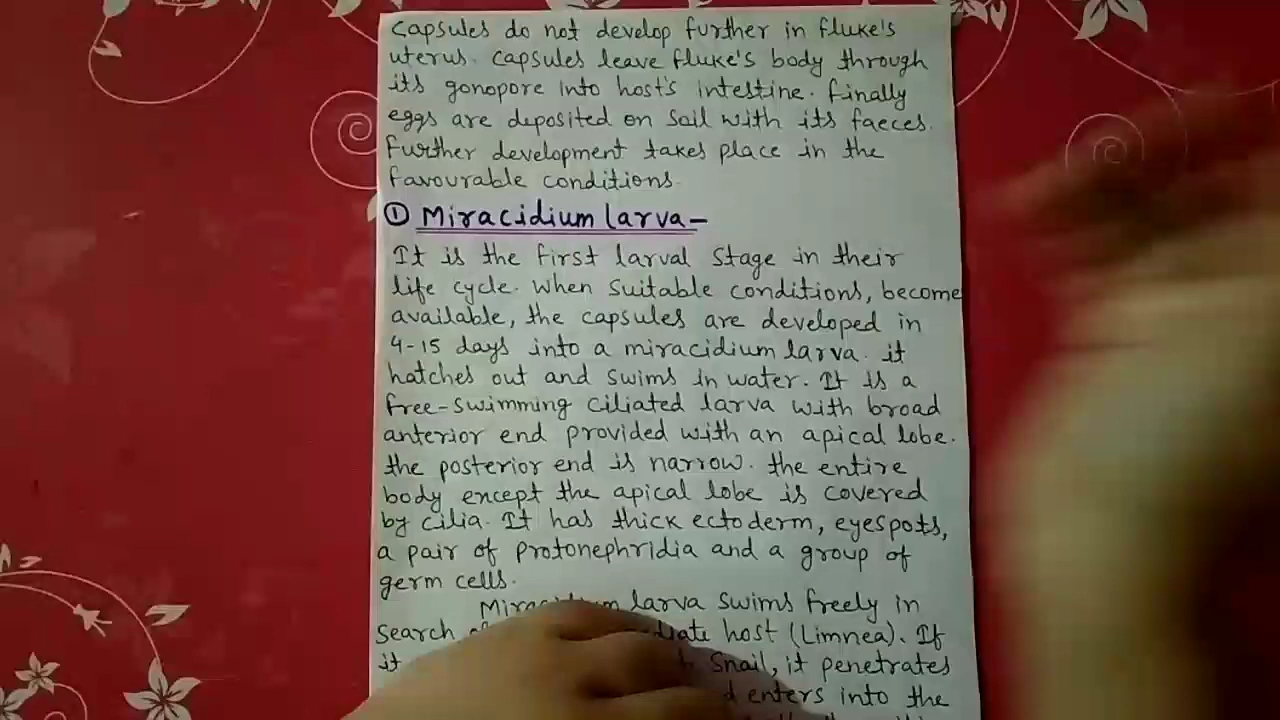 Capsules do not develop further in fluke's
uterus. capsules leave fluke's body through
its gonopore into host's intestine. finally
eggs are deposited on soil with its faeces.
further development takes place in the
favourable conditions.
① Miracidium larva-
It is the first larval stage in their
life cycle. when suitable conditions, become
available, the capsules are developed in
4-15 days into a miracidium larva. it
hatches out and swims in water. It is a
free-swimming ciliated larva with broad
anterior end provided with an apical lobe.
the posterior end is narrow. the entire
body except the apical lobe is covered
by cilia. It has thick ectoderm, eyespots,
a pair of protonephridia and a group of
germ cells.
larva swims freely in
search host (Limnea). If
it Snail, it penetrates
enters into the